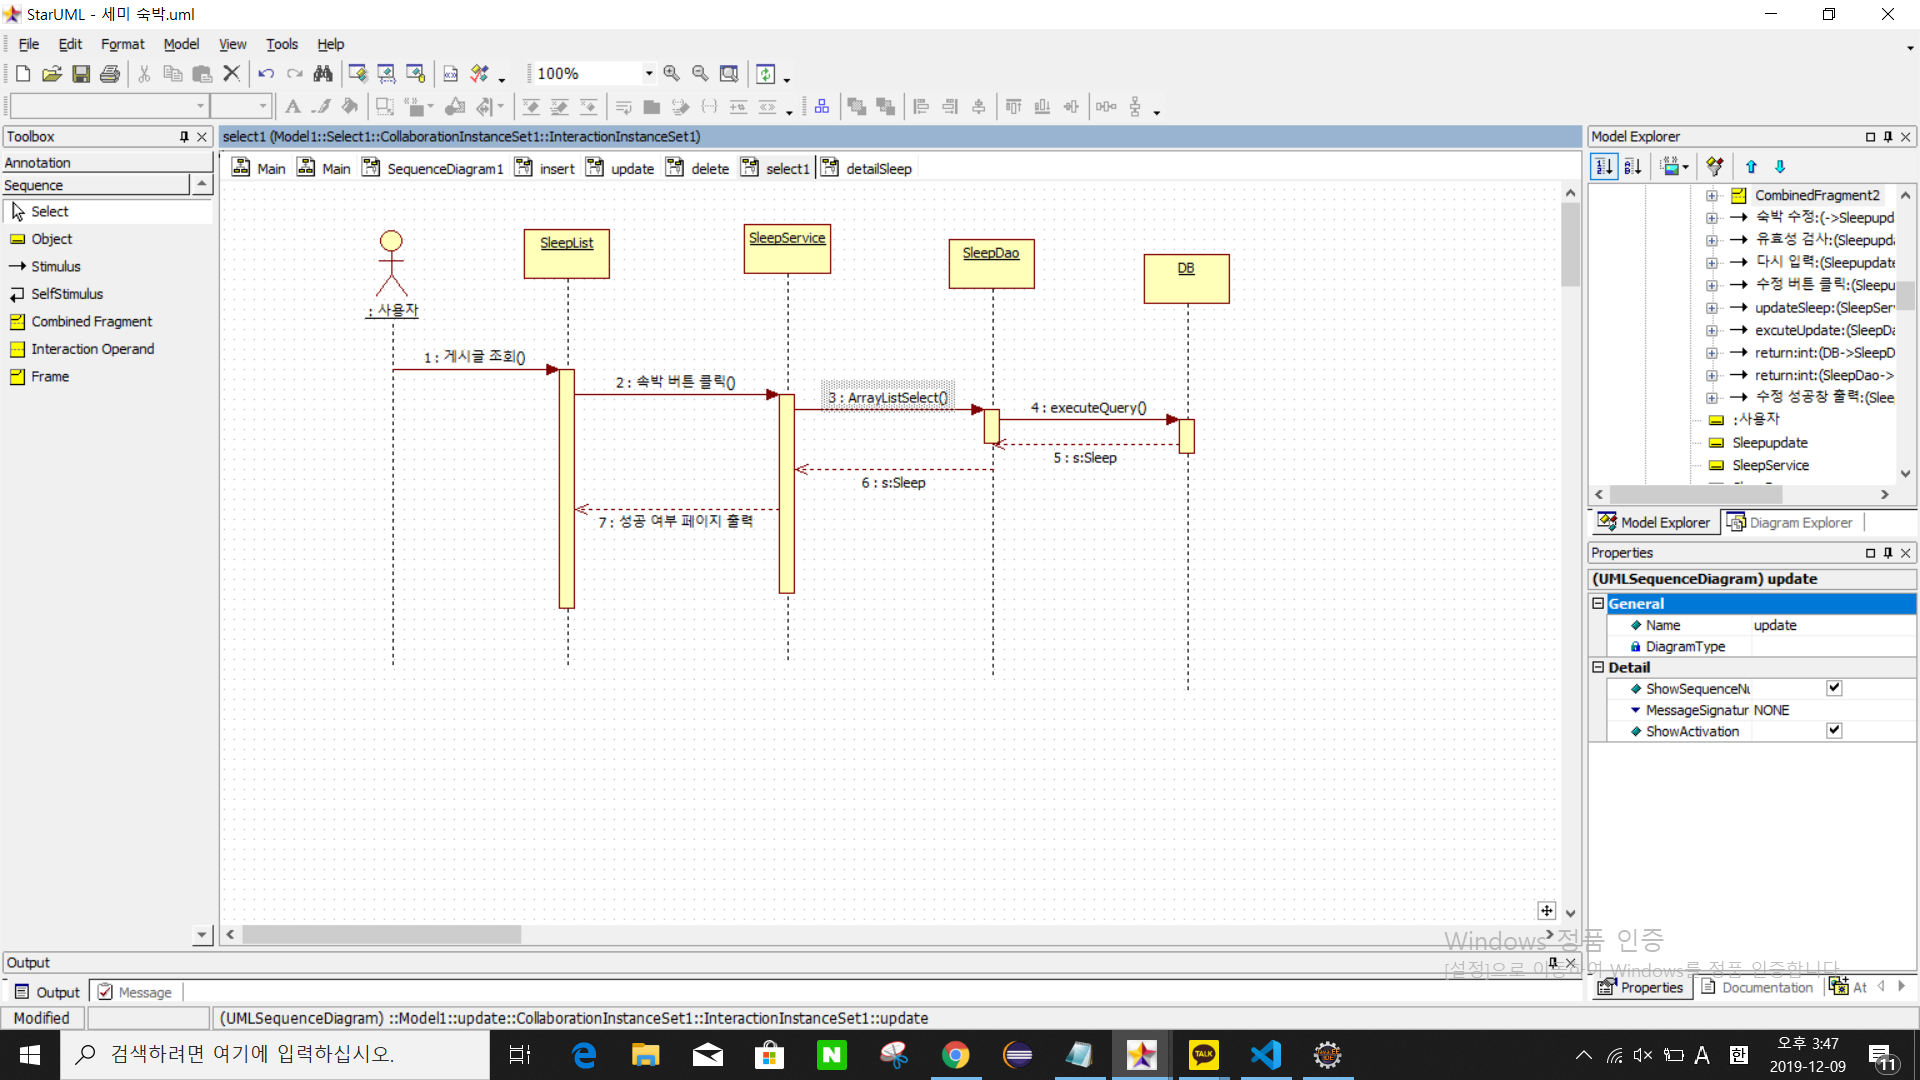 StarUML - 세미 숙박.uml
File Edit Format Model View Tools Help
100%
Toolbox
Annotation
Sequence
Select
Object
Stimulus
SelfStimulus
Combined Fragment
Interaction Operand
Frame
select1 (Model1::Select1::CollaborationInstanceSet1::InteractionInstanceSet1)
Main Main SequenceDiagram1 insert update delete select1 detailSleep
SleepList
SleepService
SleepDao
DB
: 사용자
1 : 게시글 조회()
2 : 속박 버튼 클릭()
3 : ArrayListSelect()
4 : executeQuery()
5 : s:Sleep
6 : s:Sleep
7 : 성공 여부 페이지 출력
Model Explorer
CombinedFragment2
숙박 수정:(->Sleepupd
유효성 검사:(Sleepupda
다시 입력:(Sleepupdate
수정 버튼 클릭:(Sleepu
updateSleep:(SleepSer
excuteUpdate:(SleepDa
return:int:(DB->SleepD
return:int:(SleepDao->
수정 성공창 출력:(Slee
:사용자
Sleepupdate
SleepService
Model Explorer Diagram Explorer
Properties
(UMLSequenceDiagram) update
General
Name update
DiagramType
Detail
ShowSequenceNu
MessageSignatur NONE
ShowActivation
Windows 정품 인증
[설정]으로 이동하여 Windows를 정품 인증합니다.
Properties Documentation At
Output
Output Message
Modified
(UMLSequenceDiagram) ::Model1::update::CollaborationInstanceSet1::InteractionInstanceSet1::update
검색하려면 여기에 입력하십시오.
N
TALK
A 한
오후 3:47
2019-12-09
11